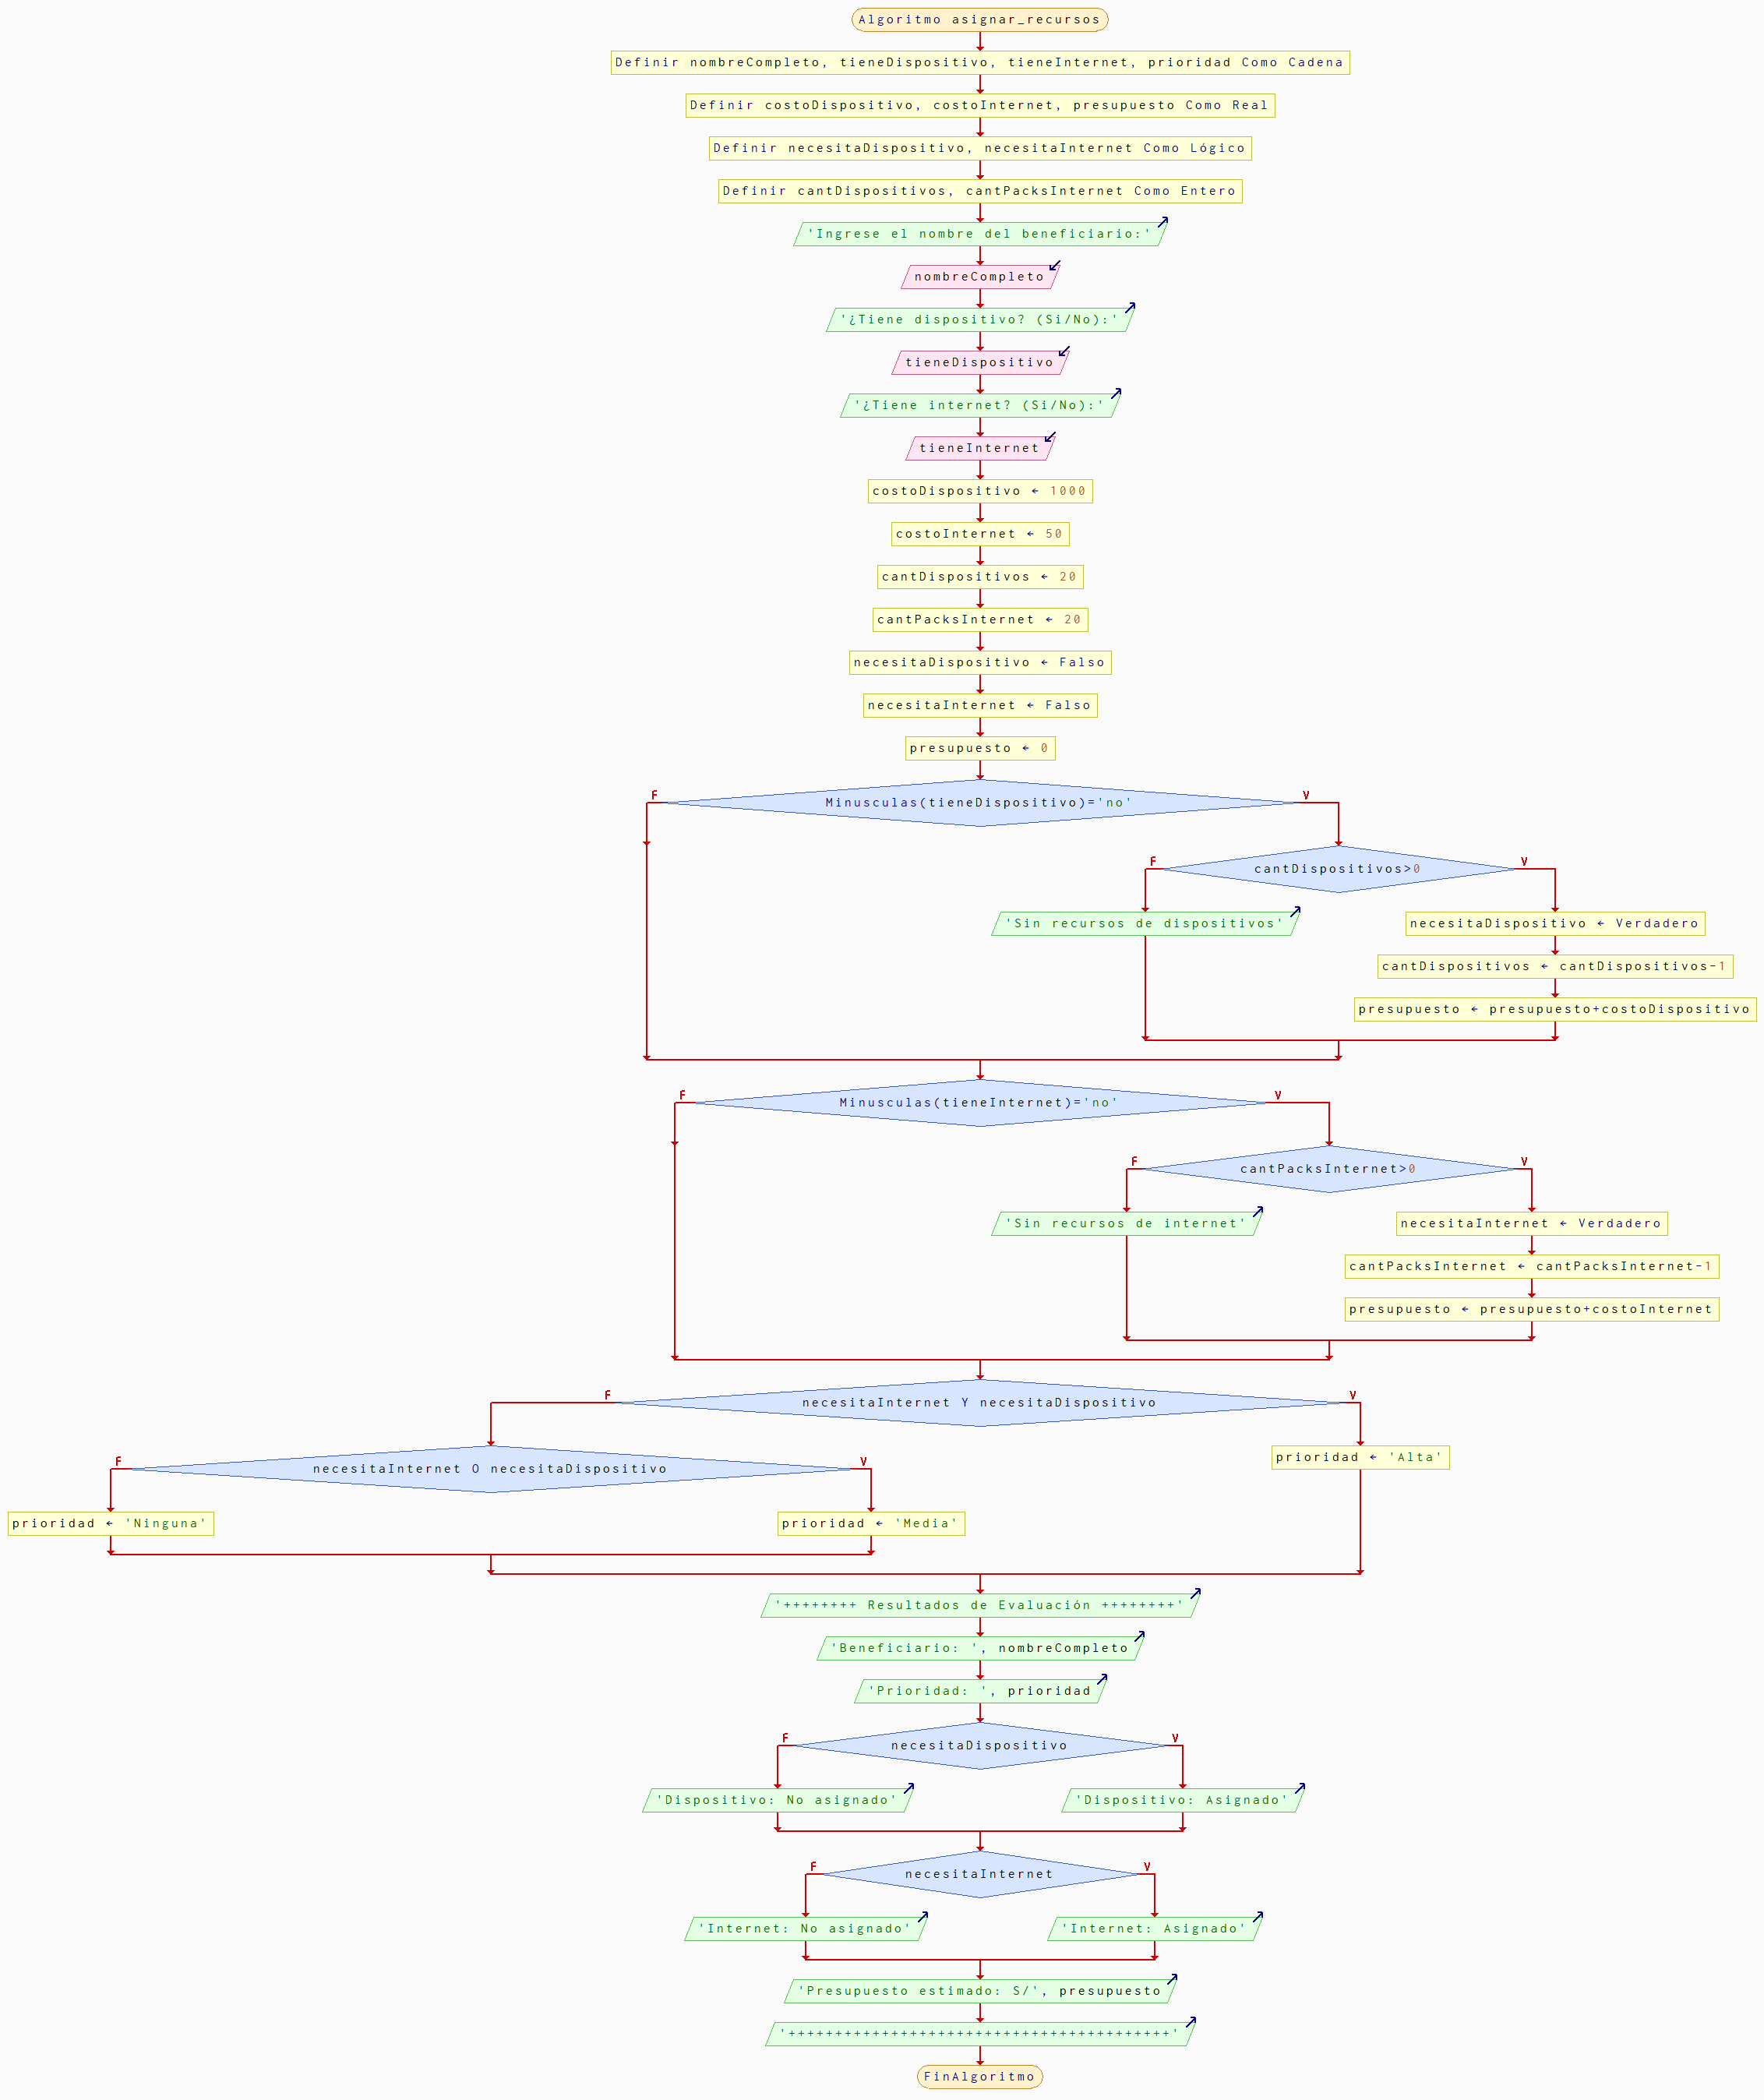 Algoritmo asignar_recursos
Definir nombreCompleto, tieneDispositivo, tieneInternet, prioridad Como Cadena
Definir costoDispositivo, costoInternet, presupuesto Como Real
Definir necesitaDispositivo, necesitaInternet Como Lógico
Definir cantDispositivos, cantPacksInternet Como Entero
'Ingrese el nombre del beneficiario:'
nombreCompleto
'¿Tiene dispositivo? (Si/No):'
tieneDispositivo
'¿Tiene internet? (Si/No):'
tieneInternet
costoDispositivo ← 1000
costoInternet ← 50
cantDispositivos ← 20
cantPacksInternet ← 20
necesitaDispositivo ← Falso
necesitaInternet ← Falso
presupuesto ← 0
F
Minusculas(tieneDispositivo)='no'
V
F
cantDispositivos>0
V
'Sin recursos de dispositivos'
necesitaDispositivo ← Verdadero
cantDispositivos ← cantDispositivos-1
presupuesto ← presupuesto+costoDispositivo
F
Minusculas(tieneInternet)='no'
V
F
cantPacksInternet>0
V
'Sin recursos de internet'
necesitaInternet ← Verdadero
cantPacksInternet ← cantPacksInternet-1
presupuesto ← presupuesto+costoInternet
F
necesitaInternet Y necesitaDispositivo
V
F
necesitaInternet O necesitaDispositivo
V
prioridad ← 'Alta'
prioridad ← 'Ninguna'
prioridad ← 'Media'
'++++++++ Resultados de Evaluación ++++++++'
'Beneficiario: ', nombreCompleto
'Prioridad: ', prioridad
F
necesitaDispositivo
V
'Dispositivo: No asignado'
'Dispositivo: Asignado'
F
necesitaInternet
V
'Internet: No asignado'
'Internet: Asignado'
'Presupuesto estimado: S/', presupuesto
'+++++++++++++++++++++++++++++++++++++++++'
FinAlgoritmo